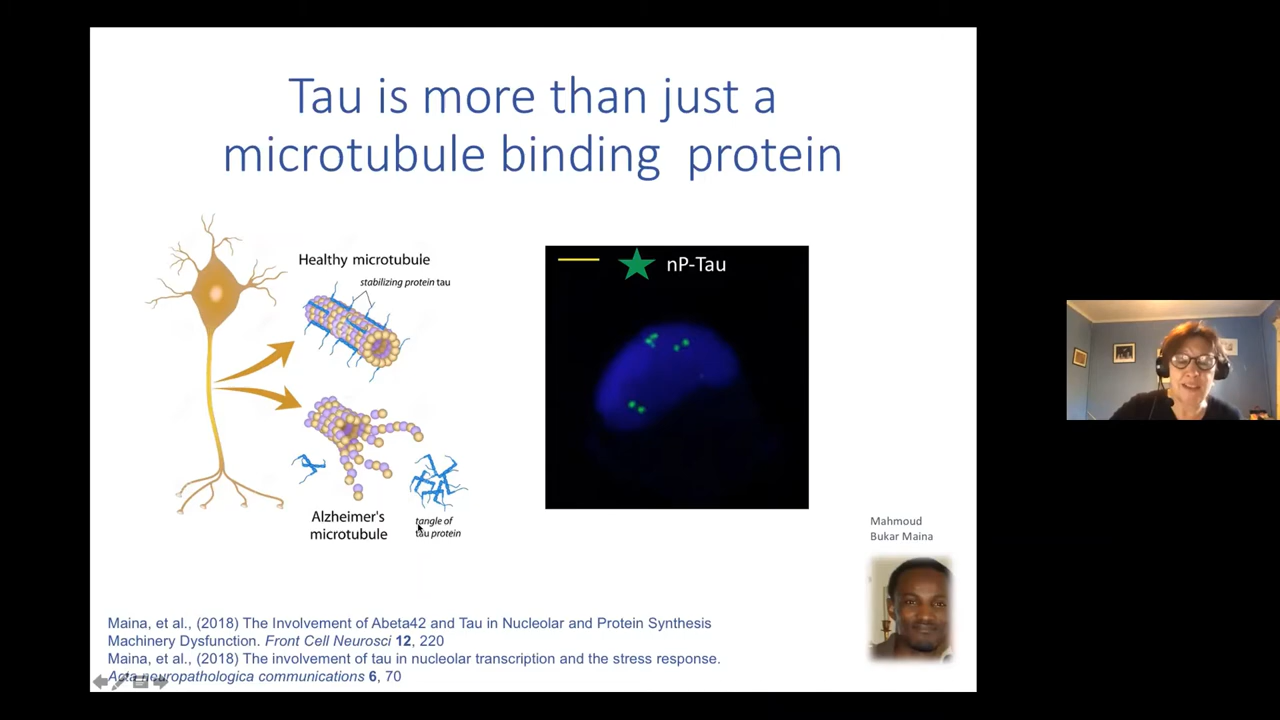 Tau is more than just a
microtubule binding protein
Healthy microtubule
stabilizing protein tau
Alzheimer's
microtubule
tangle of
tau protein
nP-Tau
Mahmoud
Bukar Maina
Maina, et al., (2018) The Involvement of Abeta42 and Tau in Nucleolar and Protein Synthesis
Machinery Dysfunction. Front Cell Neurosci 12, 220
Maina, et al., (2018) The involvement of tau in nucleolar transcription and the stress response.
Acta neuropathologica communications 6, 70